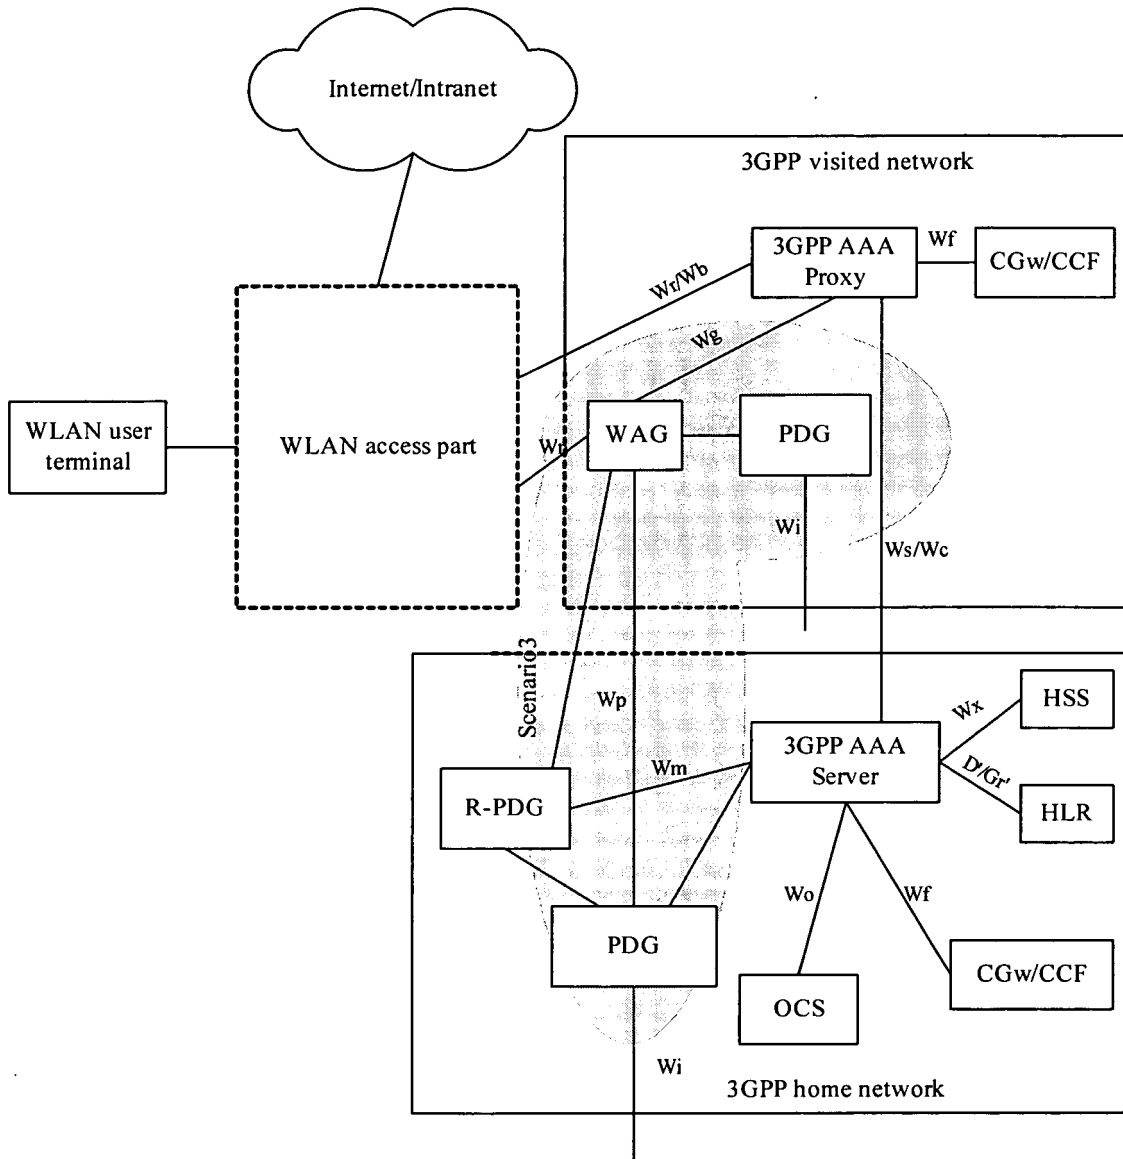 Internet/Intranet
3GPP visited network
3GPP AAA
Proxy
Wf
CGw/CCF
Wr/Wb
Wg
WLAN user
terminal
WLAN access part
Wn
WAG
PDG
Wi
Ws/Wc
Scenario3
Wp
Wx
HSS
3GPP AAA
Server
D'/Gr'
HLR
Wm
R-PDG
Wo
Wf
PDG
CGw/CCF
OCS
Wi
3GPP home network